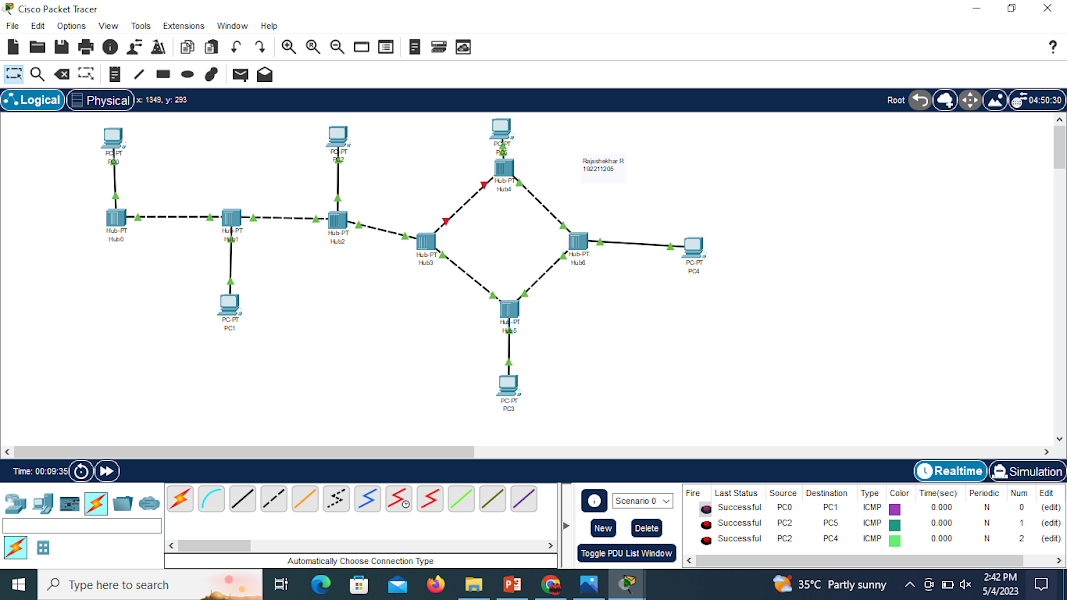 Cisco Packet Tracer
File Edit Options View Tools Extensions Window Help
?
Logical Physical x: 1349, y: 293 Root 04:50:30
PC-PT
PC-PT
PC2
PC-PT
Rajashekhar R
192211205
Hub-PT
Hub4
Hub-PT
Hub0
Hub-PT
Hub-PT
Hub2
Hub-PT
Hub3
Hub-PT
Hub6
PC-PT
PC4
PC-PT
PC1
Hub-PT
PC-PT
PC3
Time: 00:09:35 Realtime Simulation
Scenario 0
New Delete
Toggle PDU List Window
Fire Last Status Source Destination Type Color Time(sec) Periodic Num Edit
Successful PC0 PC1 ICMP 0.000 N 0 (edit)
Successful PC2 PC5 ICMP 0.000 N 1 (edit)
Successful PC2 PC4 ICMP 0.000 N 2 (edit)
Automatically Choose Connection Type
Type here to search
35°C Partly sunny
2:42 PM
5/4/2023